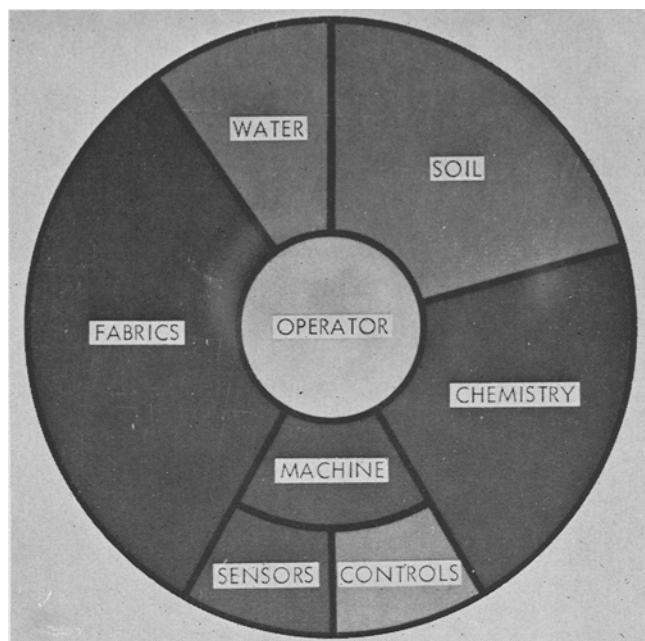 WATER
SOIL
FABRICS
OPERATOR
CHEMISTRY
MACHINE
SENSORS
CONTROLS